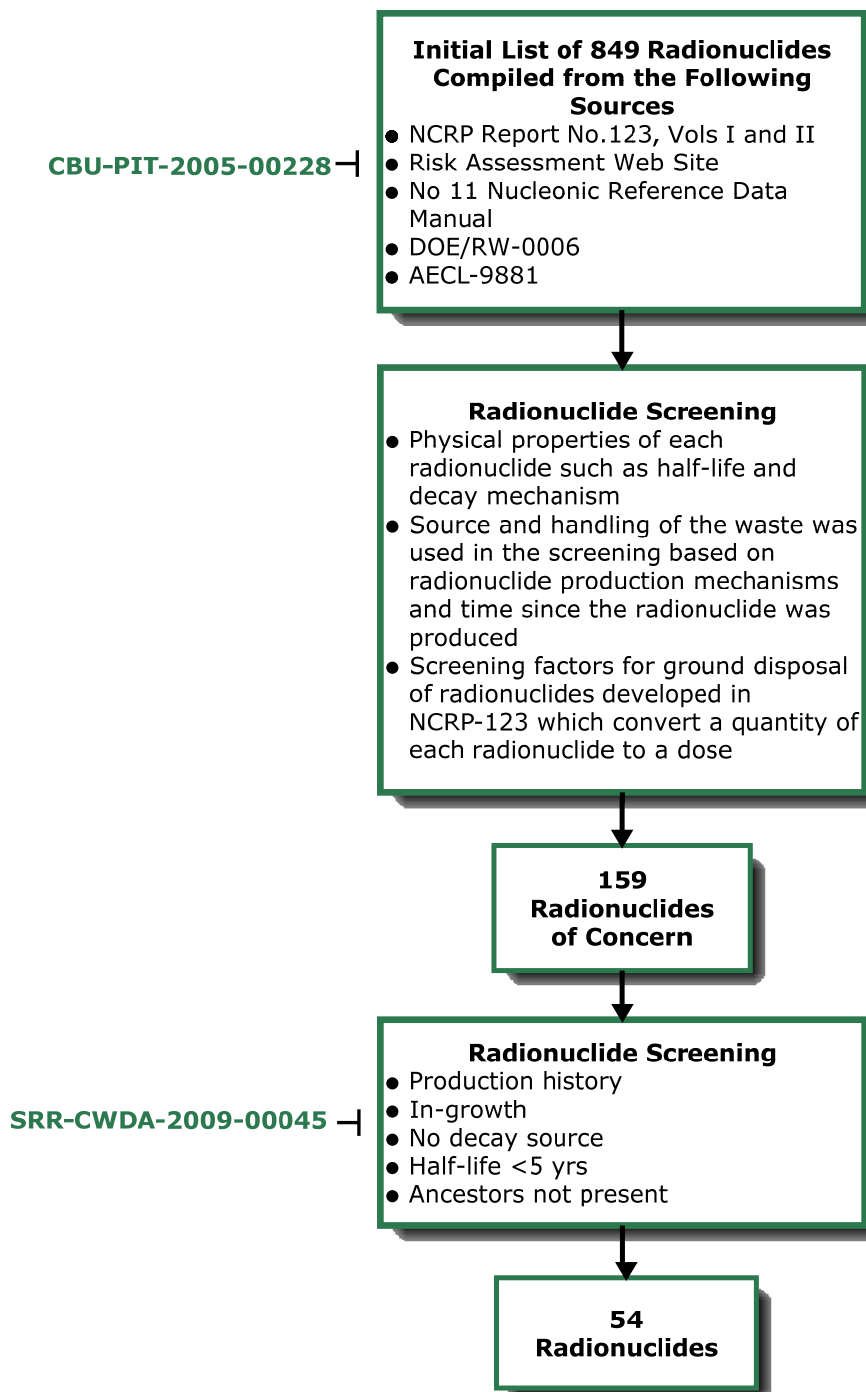 Initial List of 849 Radionuclides
Compiled from the Following
Sources
● NCRP Report No.123, Vols I and II
● Risk Assessment Web Site
● No 11 Nucleonic Reference Data
Manual
● DOE/RW-0006
● AECL-9881
CBU-PIT-2005-00228
Radionuclide Screening
● Physical properties of each
radionuclide such as half-life and
decay mechanism
● Source and handling of the waste was
used in the screening based on
radionuclide production mechanisms
and time since the radionuclide was
produced
● Screening factors for ground disposal
of radionuclides developed in
NCRP-123 which convert a quantity of
each radionuclide to a dose
159
Radionuclides
of Concern
Radionuclide Screening
● Production history
● In-growth
● No decay source
● Half-life <5 yrs
● Ancestors not present
SRR-CWDA-2009-00045
54
Radionuclides